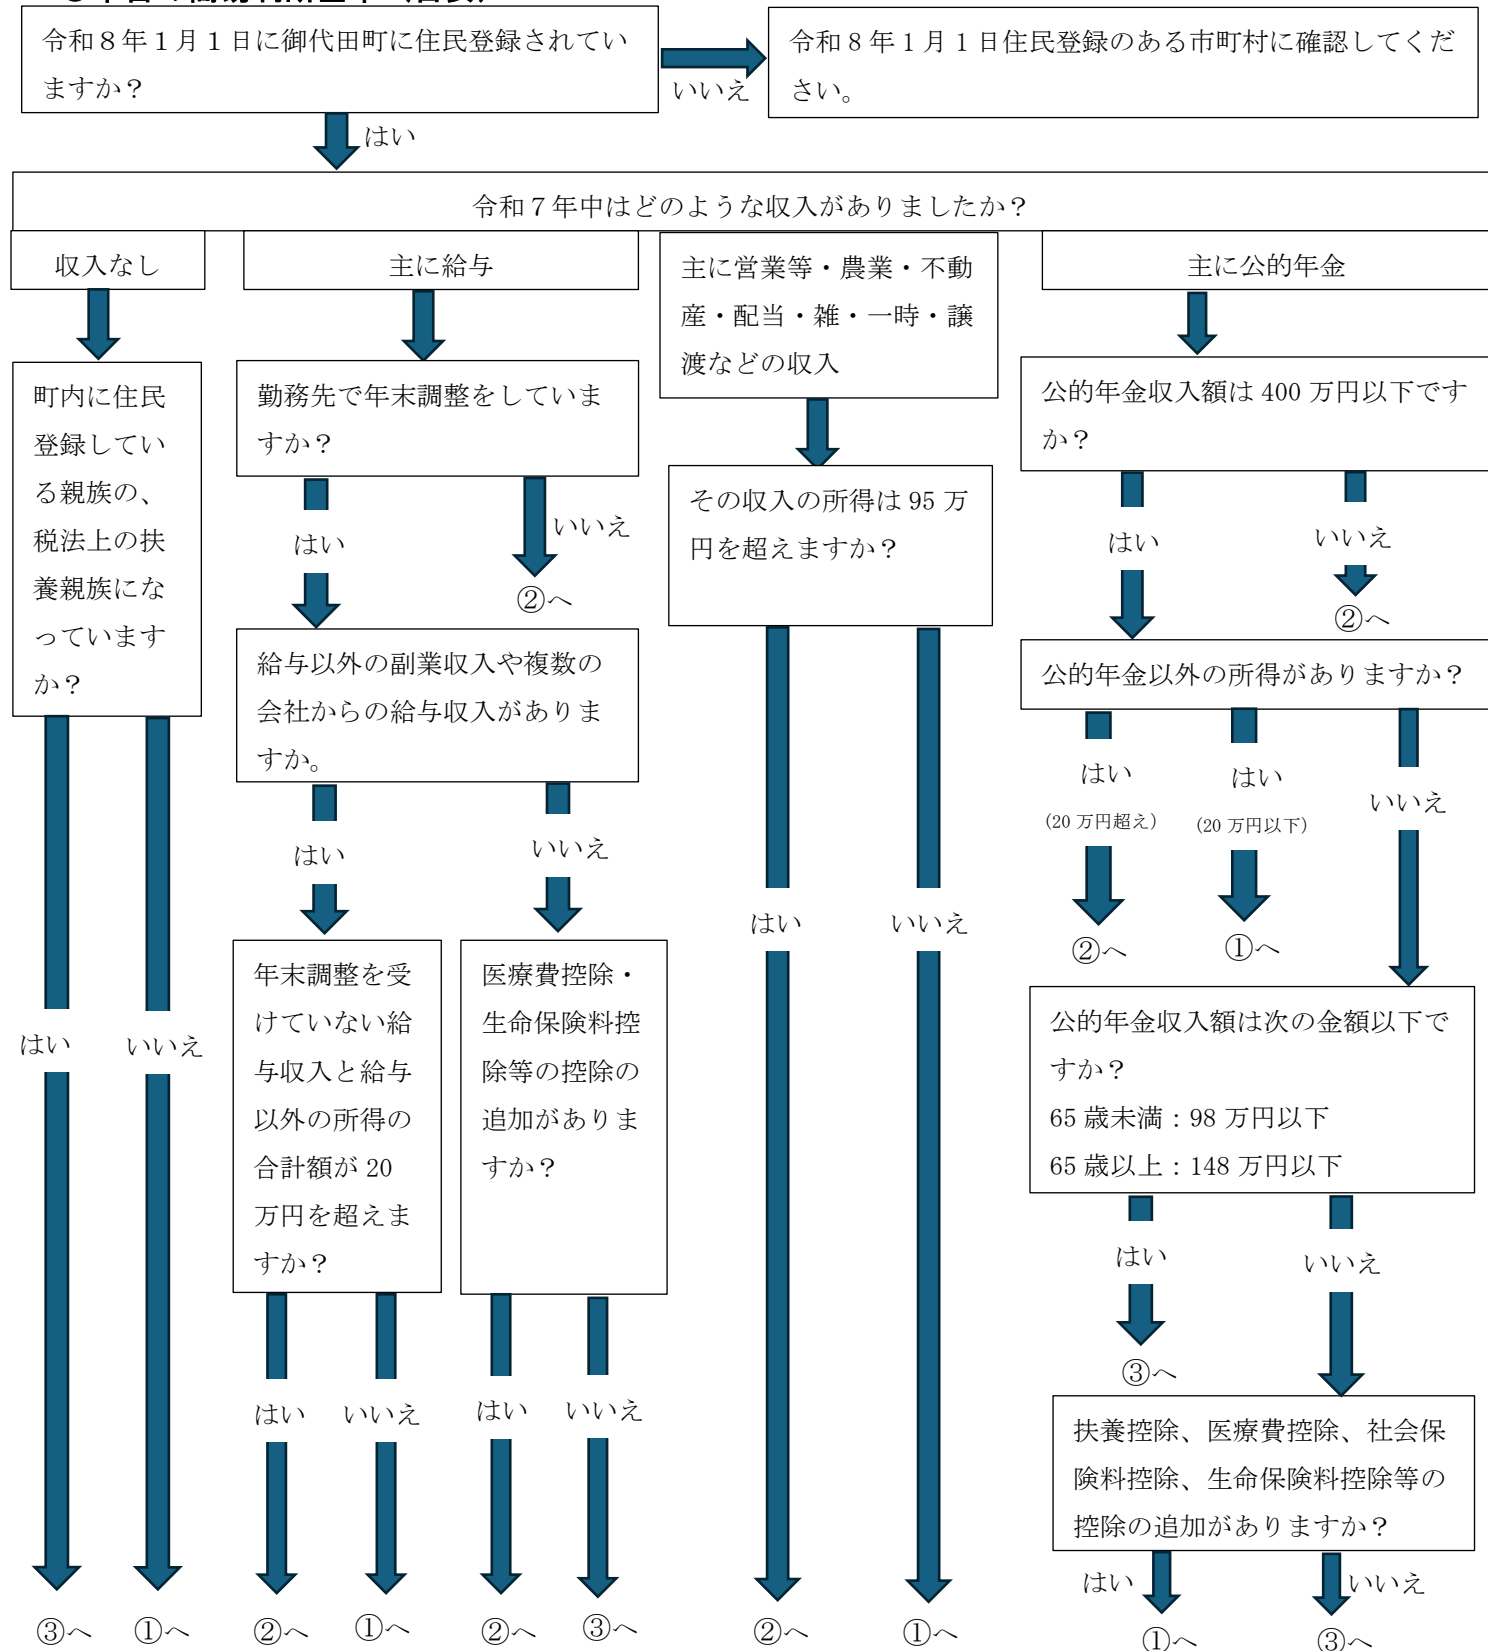 令和８年１月１日に御代田町に住民登録されてい
ますか？
いいえ
令和 8 年 1 月 1 日住民登録のある市町村に確認してくだ
さい。
はい
令和７年中はどのような収入がありましたか？
収入なし
主に給与
主に営業等・農業・不動
産・配当・雑・一時・譲
渡などの収入
主に公的年金
町内に住民
登録してい
る親族の、
税法上の扶
養親族にな
っています
か？
はい
いいえ
③へ
①へ
勤務先で年末調整をしていま
すか？
はい
いいえ
②へ
給与以外の副業収入や複数の
会社からの給与収入がありま
すか。
はい
いいえ
年末調整を受
けていない給
与収入と給与
以外の所得の
合計額が 20
万円を超えま
すか？
はい
いいえ
②へ
①へ
医療費控除・
生命保険料控
除等の控除の
追加がありま
すか？
はい
いいえ
②へ
③へ
その収入の所得は 95 万
円を超えますか？
はい
いいえ
②へ
①へ
公的年金収入額は 400 万円以下です
か？
はい
いいえ
②へ
公的年金以外の所得がありますか？
はい
(20 万円超え)
はい
(20 万円以下)
いいえ
②へ
①へ
公的年金収入額は次の金額以下で
すか？
65 歳未満：98 万円以下
65 歳以上：148 万円以下
はい
いいえ
③へ
扶養控除、医療費控除、社会保
険料控除、生命保険料控除等の
控除の追加がありますか？
はい
いいえ
①へ
③へ